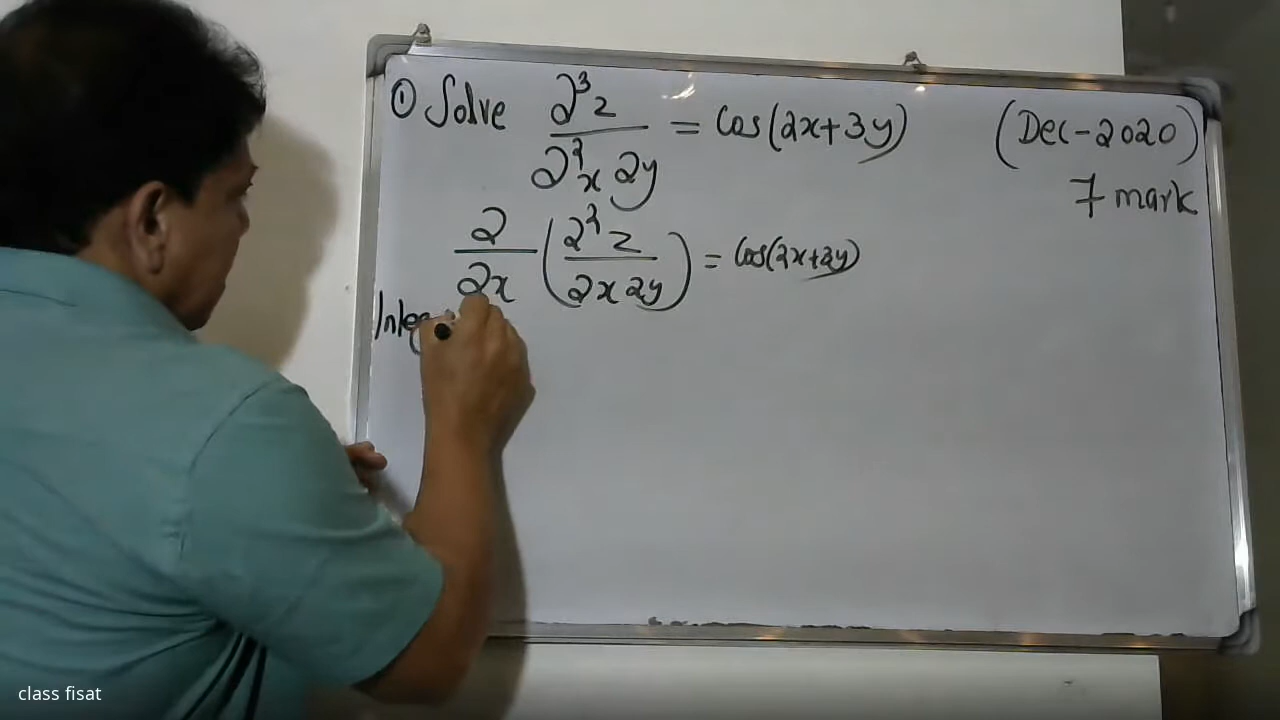 ① Solve ∂³z / ∂²x ∂y = cos(2x+3y) (Dec-2020)
7 mark
∂/∂x (∂²z / ∂x ∂y) = cos(2x+3y)
Integ
class fisat